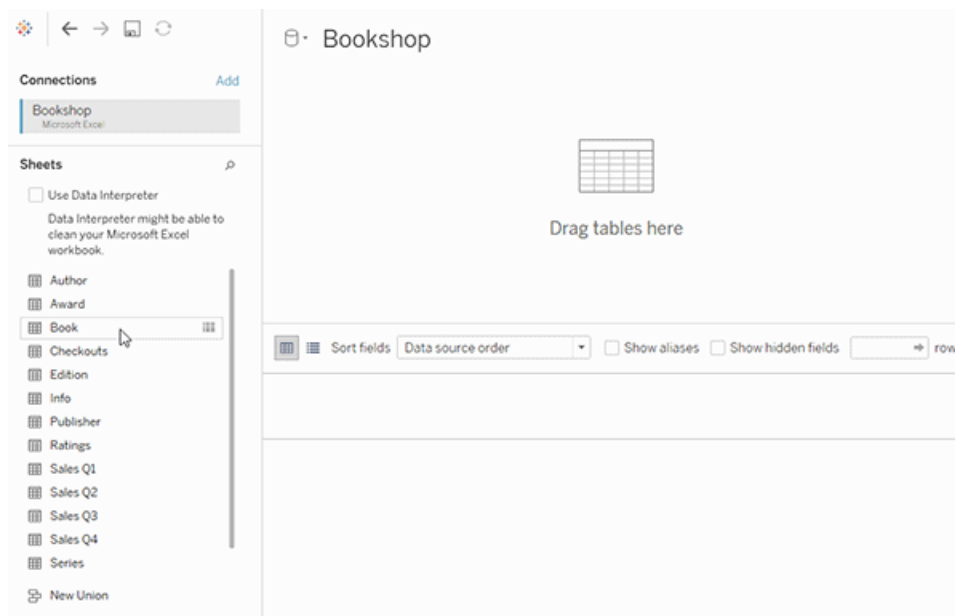 Bookshop
Connections
Add
Bookshop
Microsoft Excel
Sheets
Use Data Interpreter
Data Interpreter might be able to
clean your Microsoft Excel
workbook.
Author
Award
Book
Checkouts
Edition
Info
Publisher
Ratings
Sales Q1
Sales Q2
Sales Q3
Sales Q4
Series
New Union
Drag tables here
Sort fields
Data source order
Show aliases
Show hidden fields
row